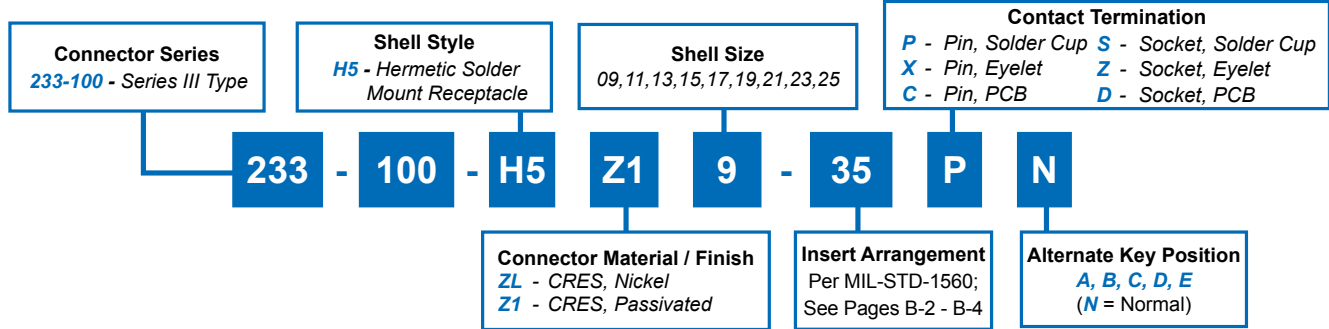 Connector Series
233-100 - Series III Type
Shell Style
H5 - Hermetic Solder
Mount Receptacle
Shell Size
09,11,13,15,17,19,21,23,25
Contact Termination
P - Pin, Solder Cup S - Socket, Solder Cup
X - Pin, Eyelet Z - Socket, Eyelet
C - Pin, PCB D - Socket, PCB
233 - 100 - H5 Z1 9 - 35 P N
Connector Material / Finish
ZL - CRES, Nickel
Z1 - CRES, Passivated
Insert Arrangement
Per MIL-STD-1560;
See Pages B-2 - B-4
Alternate Key Position
A, B, C, D, E
(N = Normal)